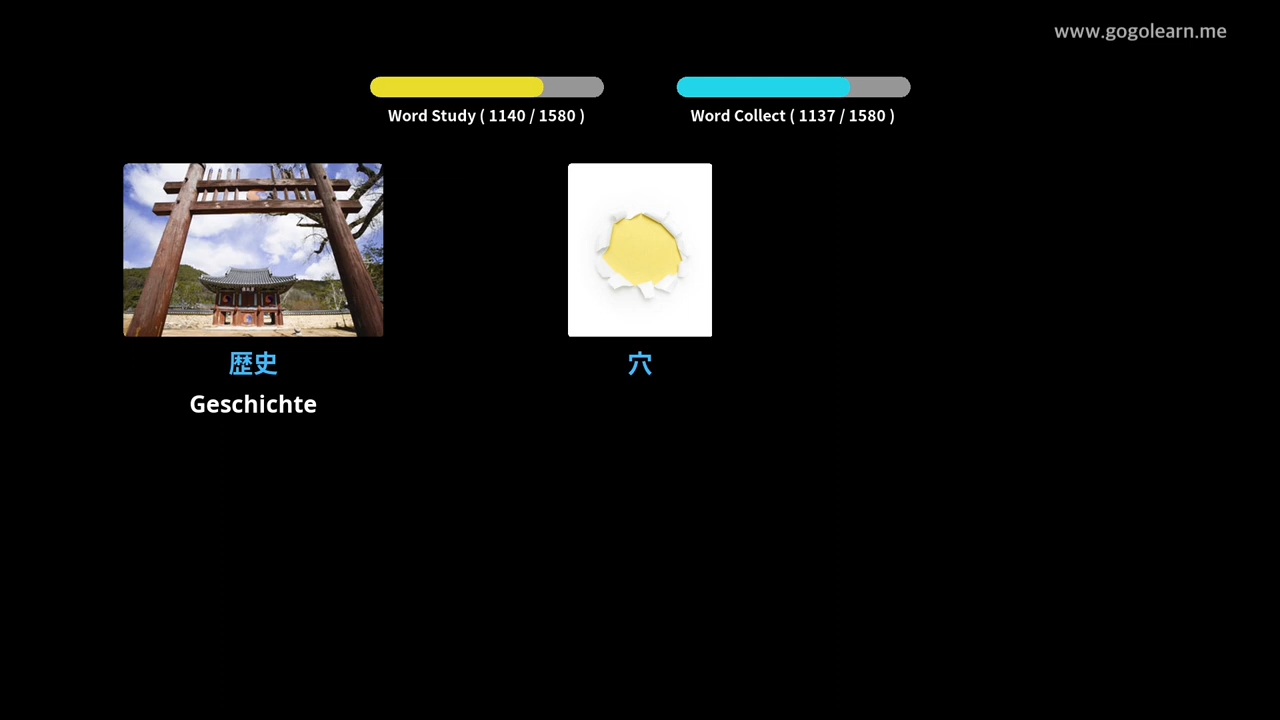 www.gogolearn.me
Word Study ( 1140 / 1580 )
Word Collect ( 1137 / 1580 )
歴史
Geschichte
穴